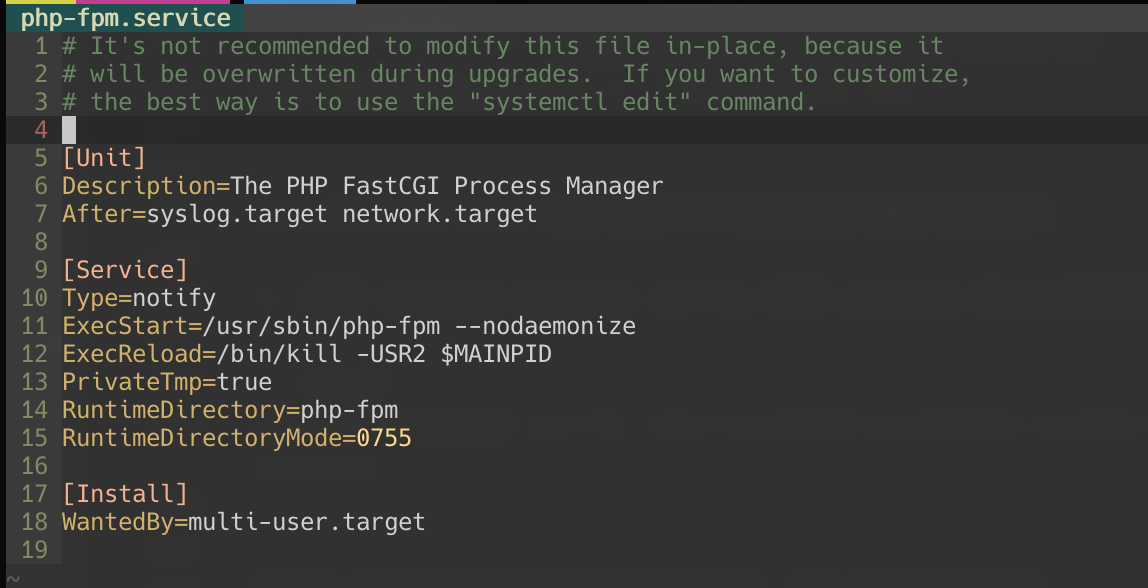 php-fpm.service
1 # It's not recommended to modify this file in-place, because it
2 # will be overwritten during upgrades.  If you want to customize,
3 # the best way is to use the "systemctl edit" command.
4
5 [Unit]
6 Description=The PHP FastCGI Process Manager
7 After=syslog.target network.target
8
9 [Service]
10 Type=notify
11 ExecStart=/usr/sbin/php-fpm --nodaemonize
12 ExecReload=/bin/kill -USR2 $MAINPID
13 PrivateTmp=true
14 RuntimeDirectory=php-fpm
15 RuntimeDirectoryMode=0755
16
17 [Install]
18 WantedBy=multi-user.target
19
~